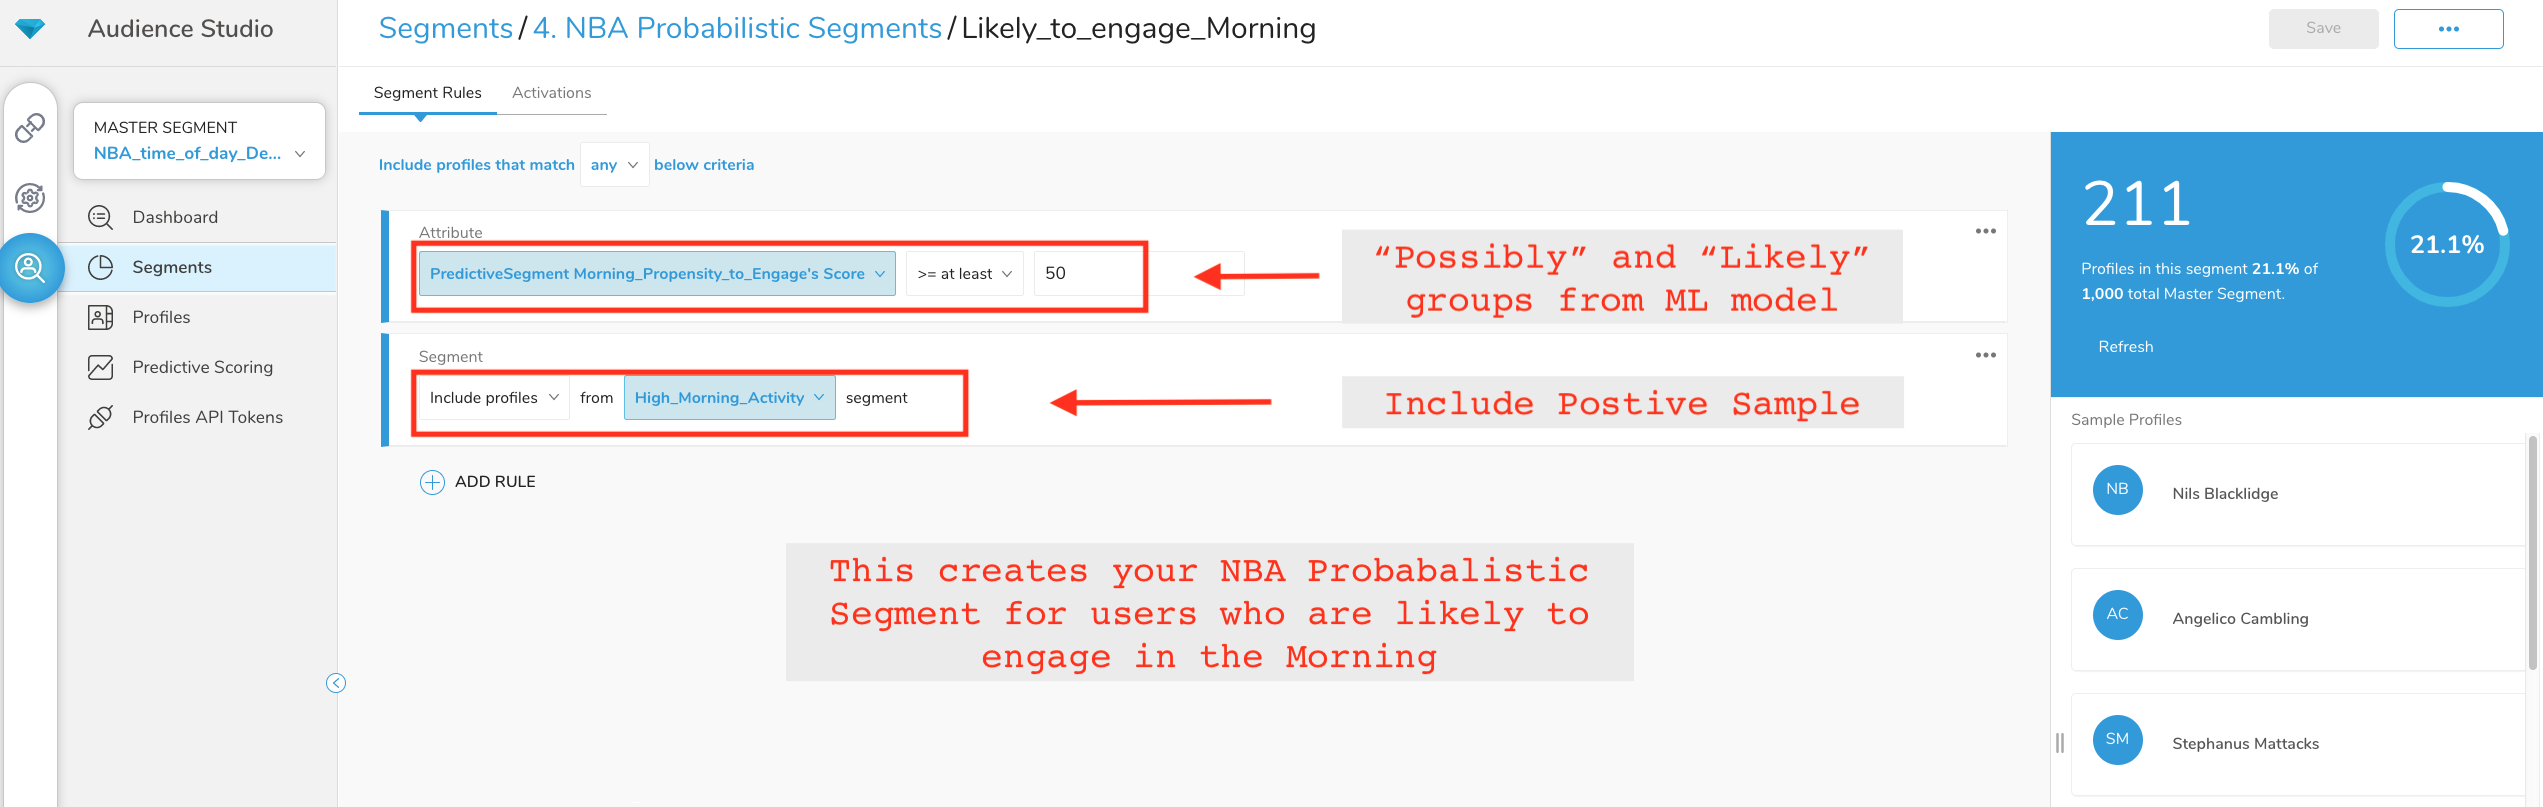 Audience Studio
Segments / 4. NBA Probabilistic Segments / Likely_to_engage_Morning
Save
•••
MASTER SEGMENT
NBA_time_of_day_De...
Dashboard
Segments
Profiles
Predictive Scoring
Profiles API Tokens
Segment Rules
Activations
Include profiles that match any below criteria
Attribute
PredictiveSegment Morning_Propensity_to_Engage's Score >= at least 50
“Possibly” and “Likely”
groups from ML model
Segment
Include profiles from High_Morning_Activity segment
Include Postive Sample
ADD RULE
This creates your NBA Probabalistic
Segment for users who are likely to
engage in the Morning
211
21.1%
Profiles in this segment 21.1% of
1,000 total Master Segment.
Refresh
Sample Profiles
NB Nils Blacklidge
AC Angelico Cambling
SM Stephanus Mattacks